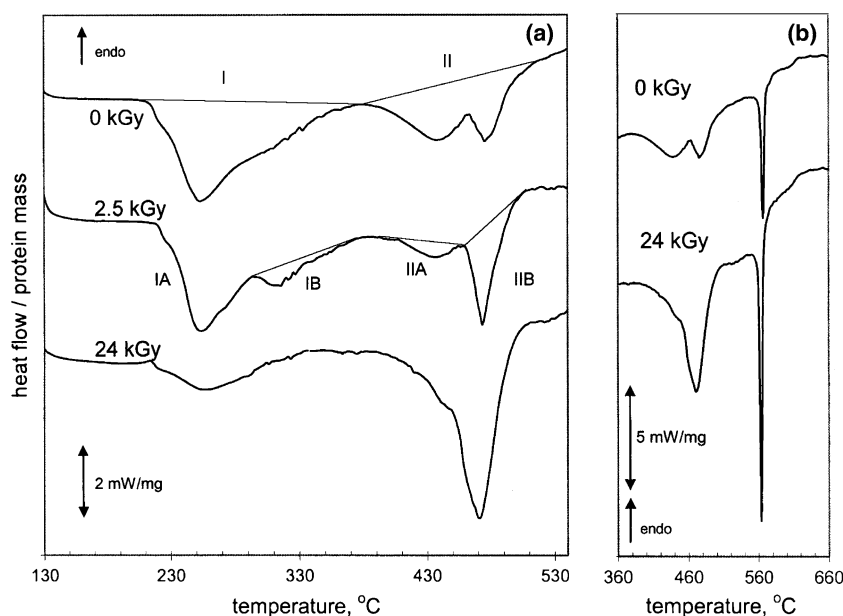 (a)
endo
I
II
0 kGy
2.5 kGy
IA
IB
IIA
IIB
24 kGy
2 mW/mg
heat flow / protein mass
130 230 330 430 530
temperature, °C
(b)
0 kGy
24 kGy
5 mW/mg
endo
360 460 560 660
temperature, °C